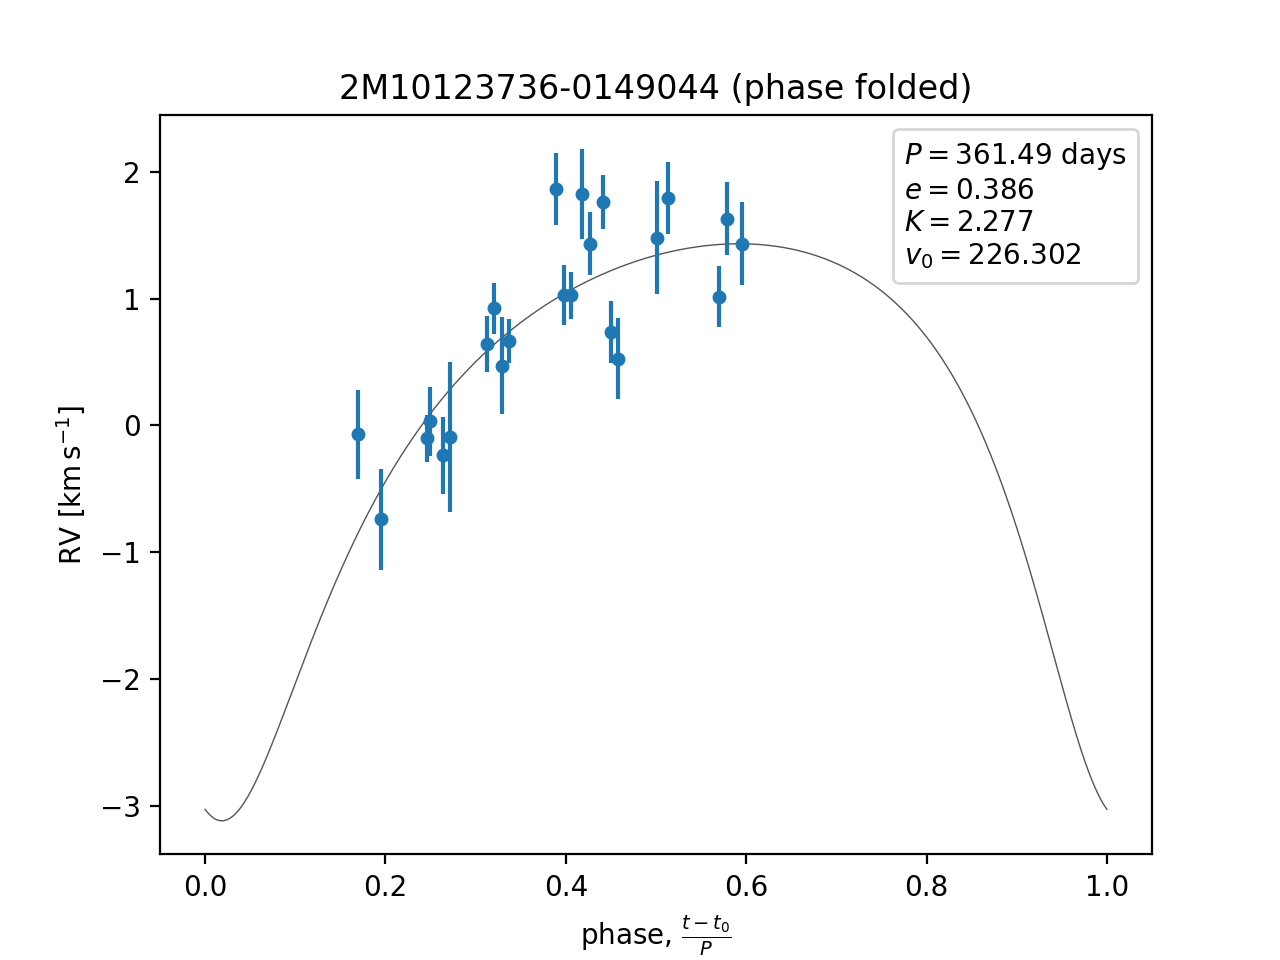 2M10123736-0149044 (phase folded)
P = 361.49 days
e = 0.386
K = 2.277
v₀ = 226.302
RV [km s⁻¹]
2
1
0
−1
−2
−3
0.0 0.2 0.4 0.6 0.8 1.0
phase, (t − t₀)/P